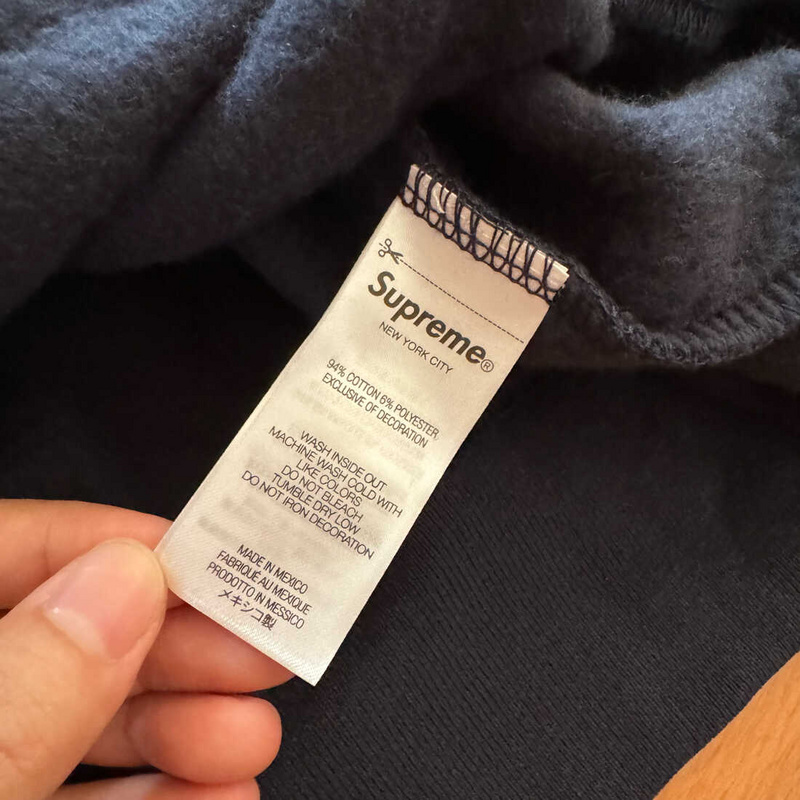 Supreme®
NEW YORK CITY
94% COTTON 6% POLYESTER
EXCLUSIVE OF DECORATION
WASH INSIDE OUT
MACHINE WASH COLD WITH
LIKE COLORS
DO NOT BLEACH
TUMBLE DRY LOW
DO NOT IRON DECORATION
MADE IN MEXICO
FABRIQUÉ AU MEXIQUE
PRODOTTO IN MESSICO
メキシコ製